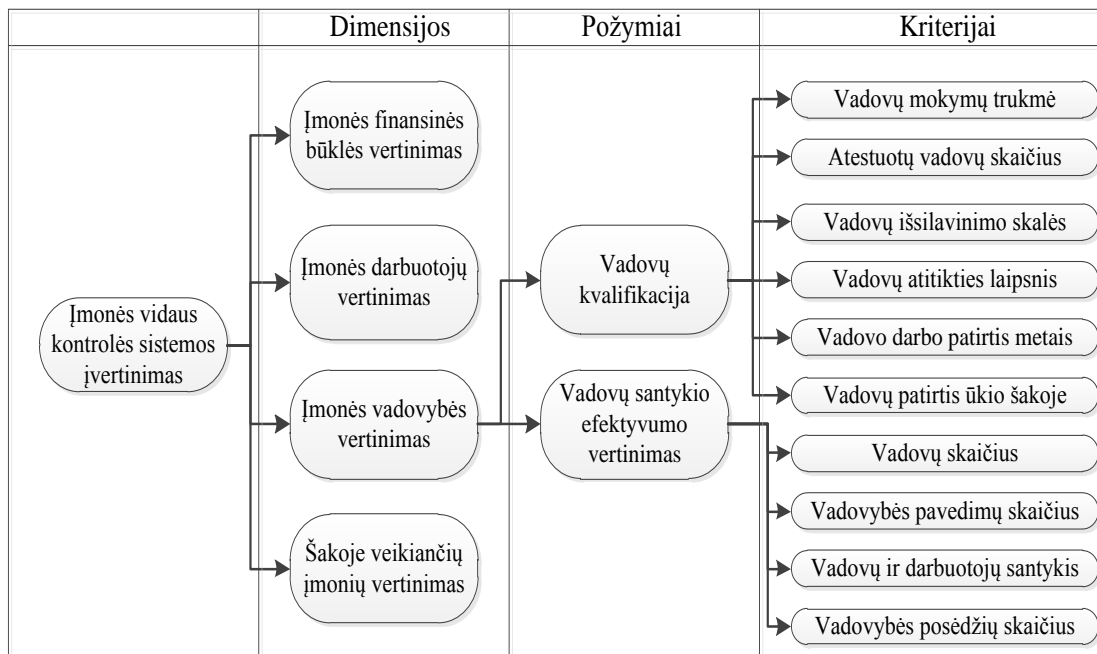 Dimensijos
Požymiai
Kriterijai
Įmonės vidaus
kontrolės sistemos
įvertinimas
Įmonės finansinės
būklės vertinimas
Įmonės darbuotojų
vertinimas
Įmonės vadovybės
vertinimas
Šakoje veikiančių
įmonių vertinimas
Vadovų
kvalifikacija
Vadovų santykio
efektyvumo
vertinimas
Vadovų mokymų trukmė
Atestuotų vadovų skaičius
Vadovų išsilavinimo skalės
Vadovų atitikties laipsnis
Vadovo darbo patirtis metais
Vadovų patirtis ūkio šakoje
Vadovų skaičius
Vadovybės pavedimų skaičius
Vadovų ir darbuotojų santykis
Vadovybės posėdžių skaičius